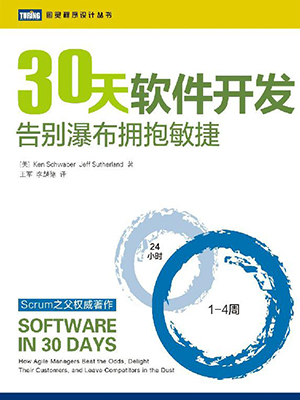 TURING 图灵程序设计丛书
30天软件开发
告别瀑布拥抱敏捷
[美] Ken Schwaber Jeff Sutherland 著
王军 李麟德 译
24
小时
1-4周
Scrum之父权威著作
SOFTWARE
IN 30 DAYS
How Agile Managers Beat the Odds, Delight
Their Customers, and Leave Competitors in the Dust